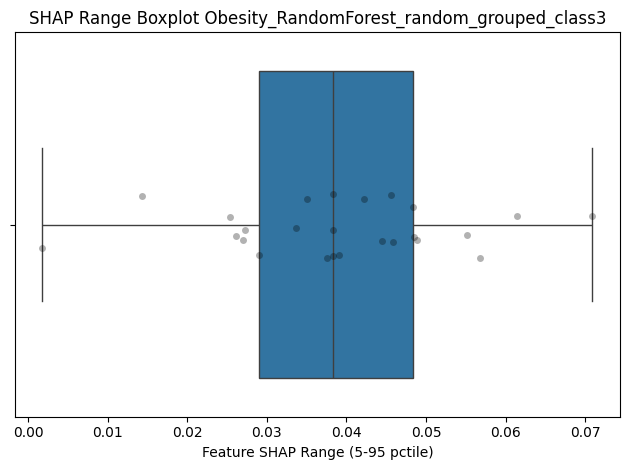 SHAP Range Boxplot Obesity_RandomForest_random_grouped_class3
0.00 0.01 0.02 0.03 0.04 0.05 0.06 0.07
Feature SHAP Range (5-95 pctile)